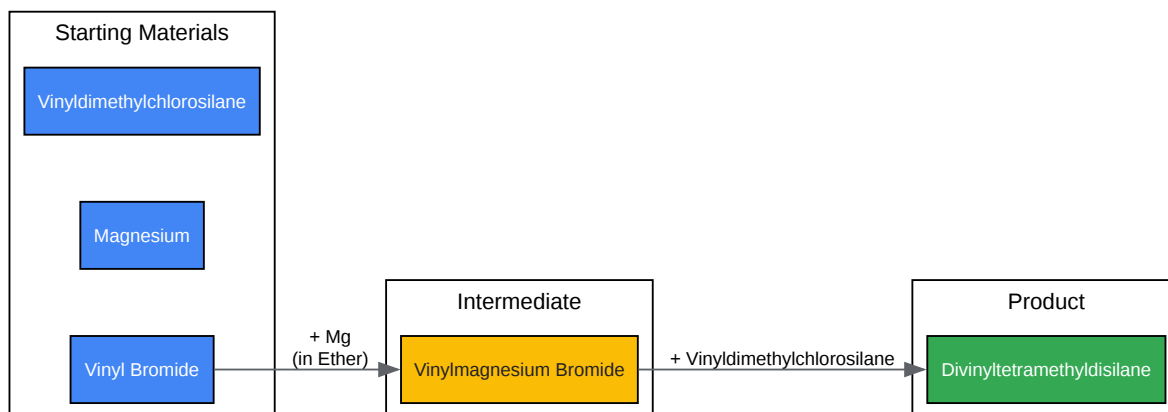 Starting Materials
Vinyldimethylchlorosilane
Magnesium
Vinyl Bromide
+ Mg
(in Ether)
Intermediate
Vinylmagnesium Bromide
+ Vinyldimethylchlorosilane
Product
Divinyltetramethyldisilane